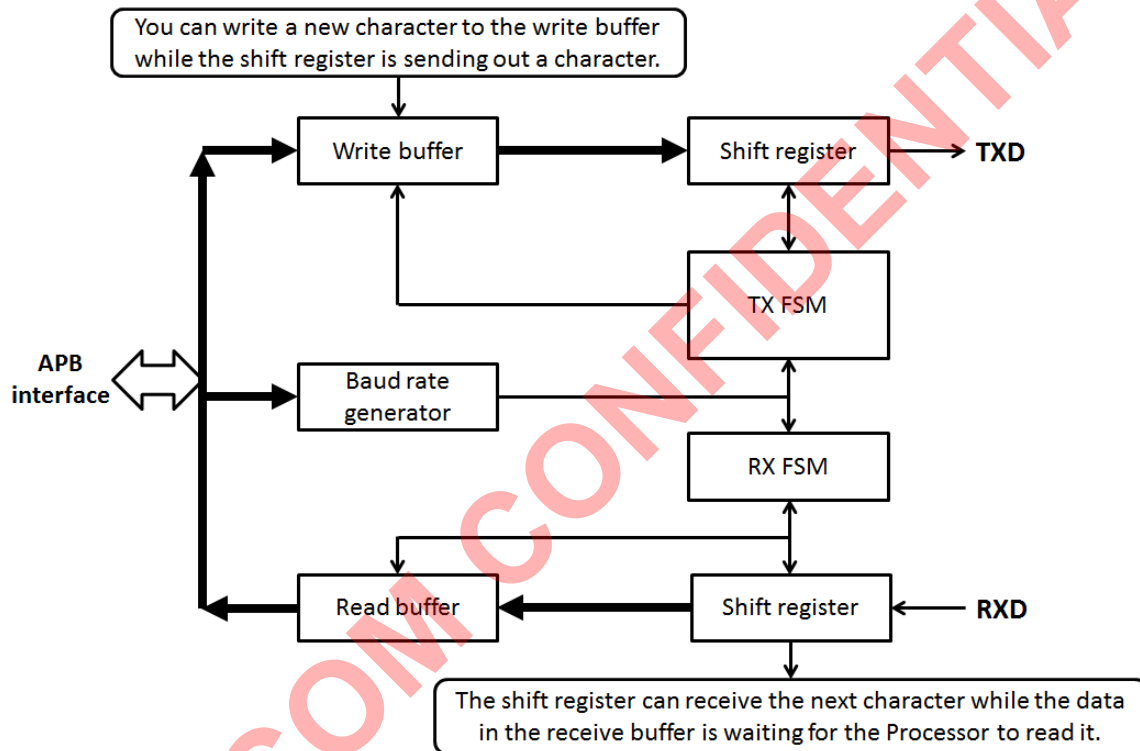 You can write a new character to the write buffer
while the shift register is sending out a character.
Write buffer
Shift register
TXD
TX FSM
APB
interface
Baud rate
generator
RX FSM
Read buffer
Shift register
RXD
The shift register can receive the next character while the data
in the receive buffer is waiting for the Processor to read it.
COM CONFIDENTIA